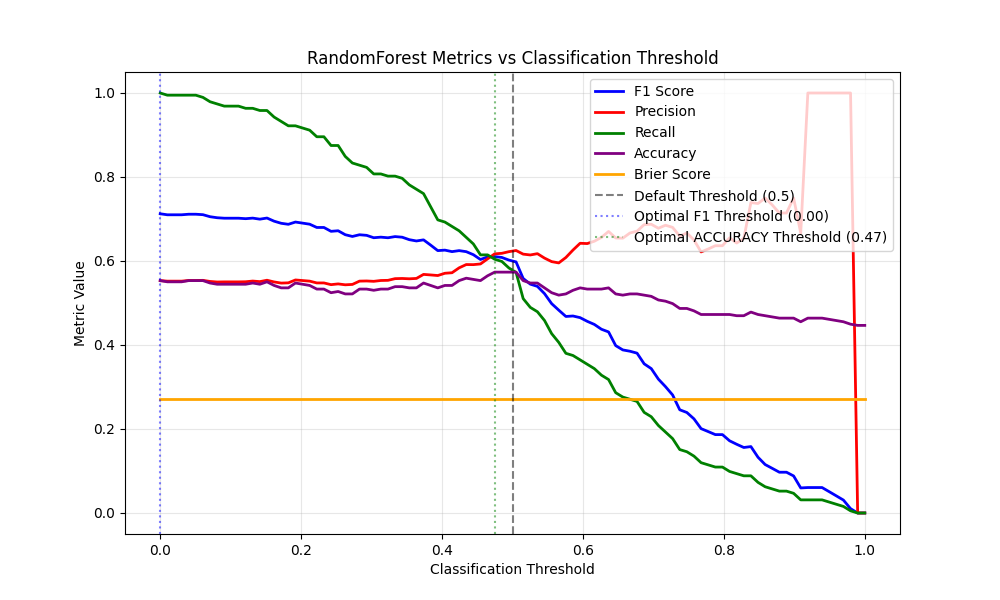 RandomForest Metrics vs Classification Threshold
1.0
0.8
0.6
0.4
0.2
0.0
Metric Value
F1 Score
Precision
Recall
Accuracy
Brier Score
Default Threshold (0.5)
Optimal F1 Threshold (0.00)
Optimal ACCURACY Threshold (0.47)
0.0 0.2 0.4 0.6 0.8 1.0
Classification Threshold